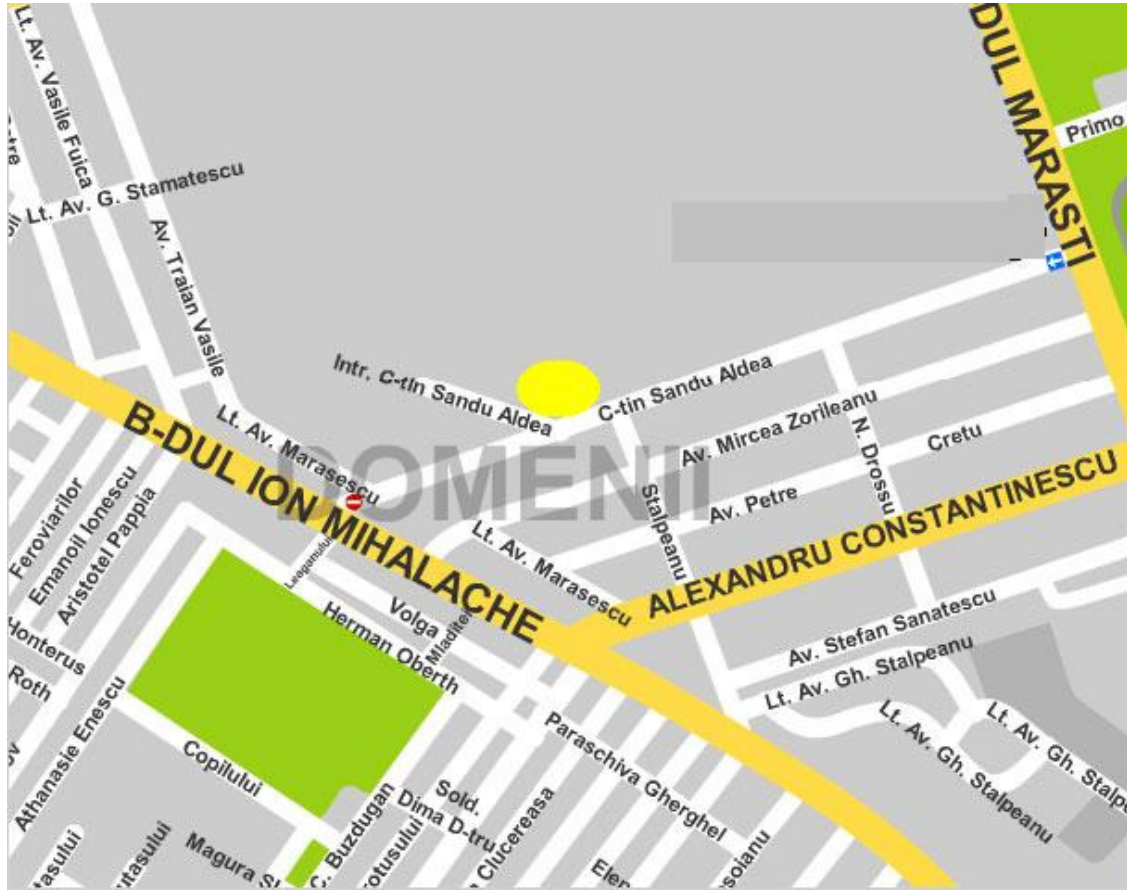 Lt. Av. Vasile Fuica
DUL MARASTI
Primo
Lt. Av. G. Stamatescu
Av. Traian Vasile
Intr. C-tin Sandu Aldea
C-tin Sandu Aldea
Av. Mircea Zorileanu
N. Drossu
Cretu
Av. Petre
Lt. Av. Marasescu
B-DUL ION MIHALACHE
DOMENII
Stalpeanu
Lt. Av. Marasescu
ALEXANDRU CONSTANTINESCU
Feroviarilor
Emanoil Ionescu
Aristotel Pappia
Leaganului
Volga
Herman Oberth
Av. Stefan Sanatescu
Lt. Av. Gh. Stalpeanu
Lt. Av. Gh. Stalpeanu
Lt. Av. Gh. Stalpe
Honterus
Roth
Athanasie Enescu
Copilului
Paraschiva Gherghel
Sold.
Dima D-tru
C. Buzdugan
a Clucereasa
Magura